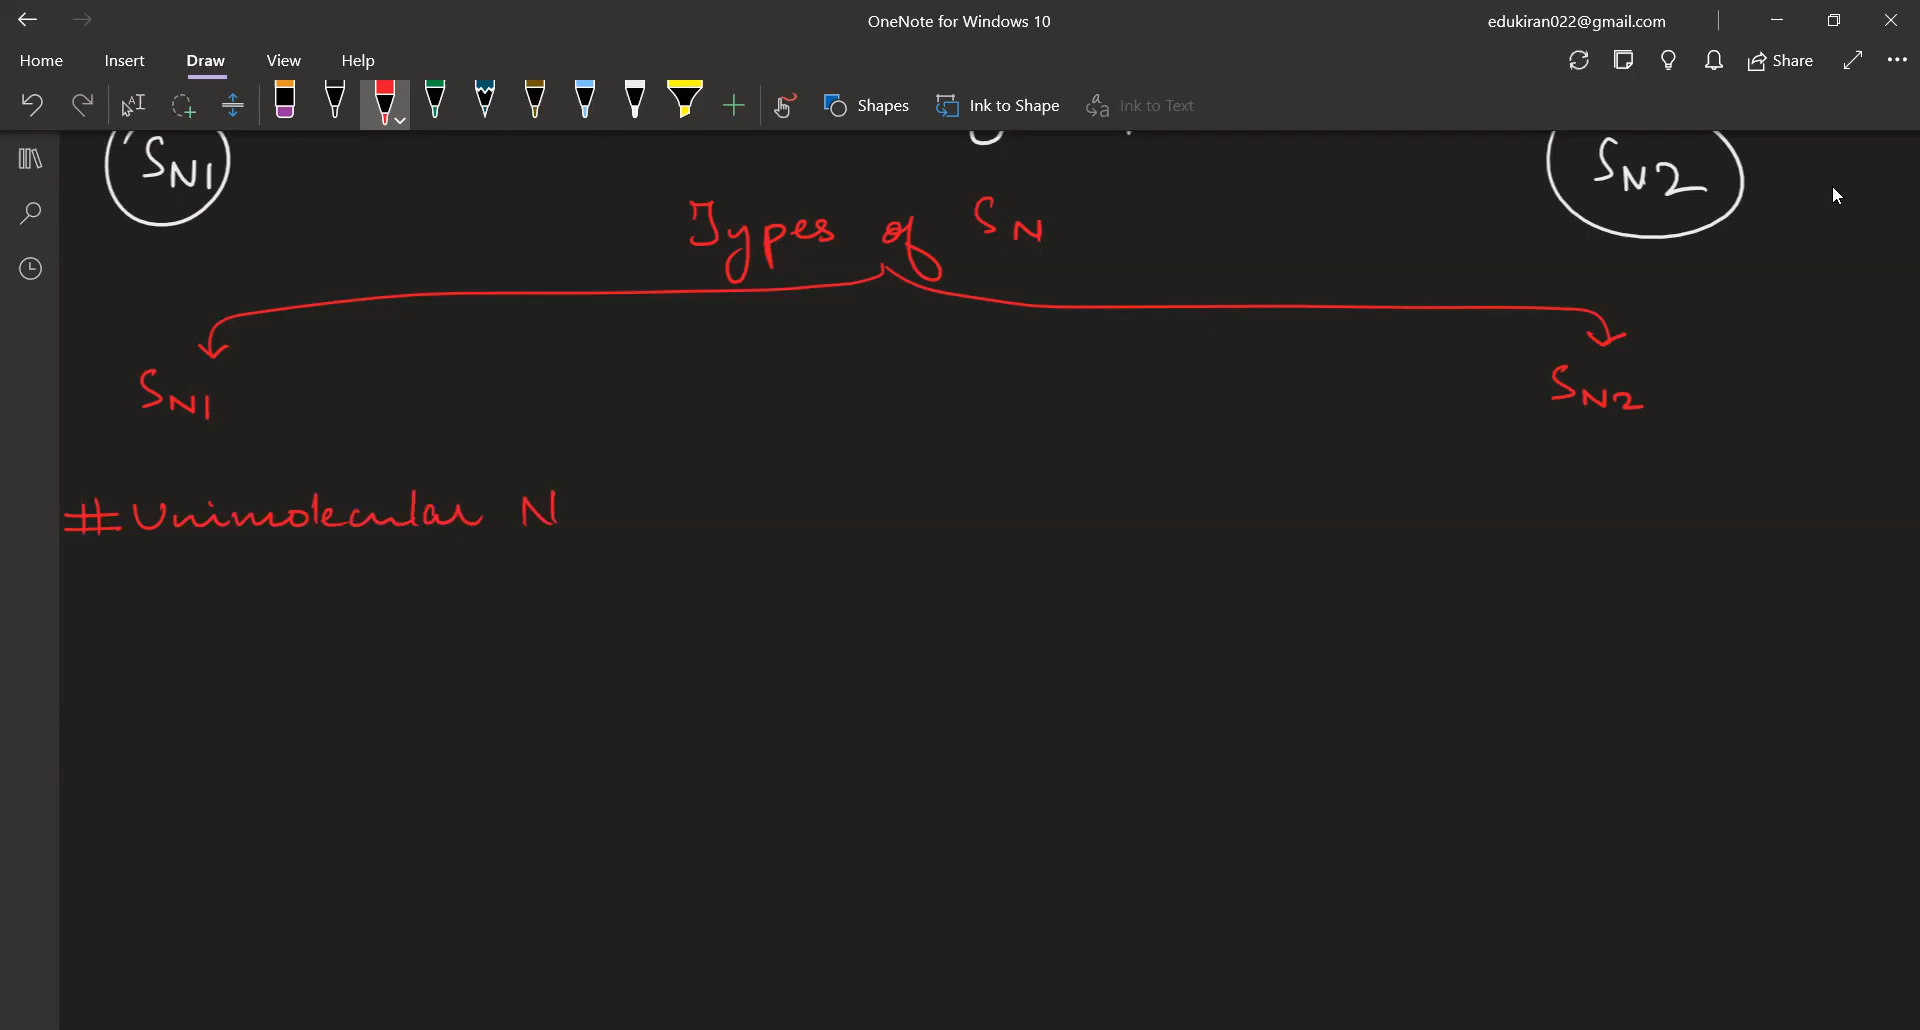 OneNote for Windows 10
edukiran022@gmail.com
Home Insert Draw View Help
Share
Shapes Ink to Shape Ink to Text
SN1
SN2
Types of SN
SN1
SN2
# Unimolecular N